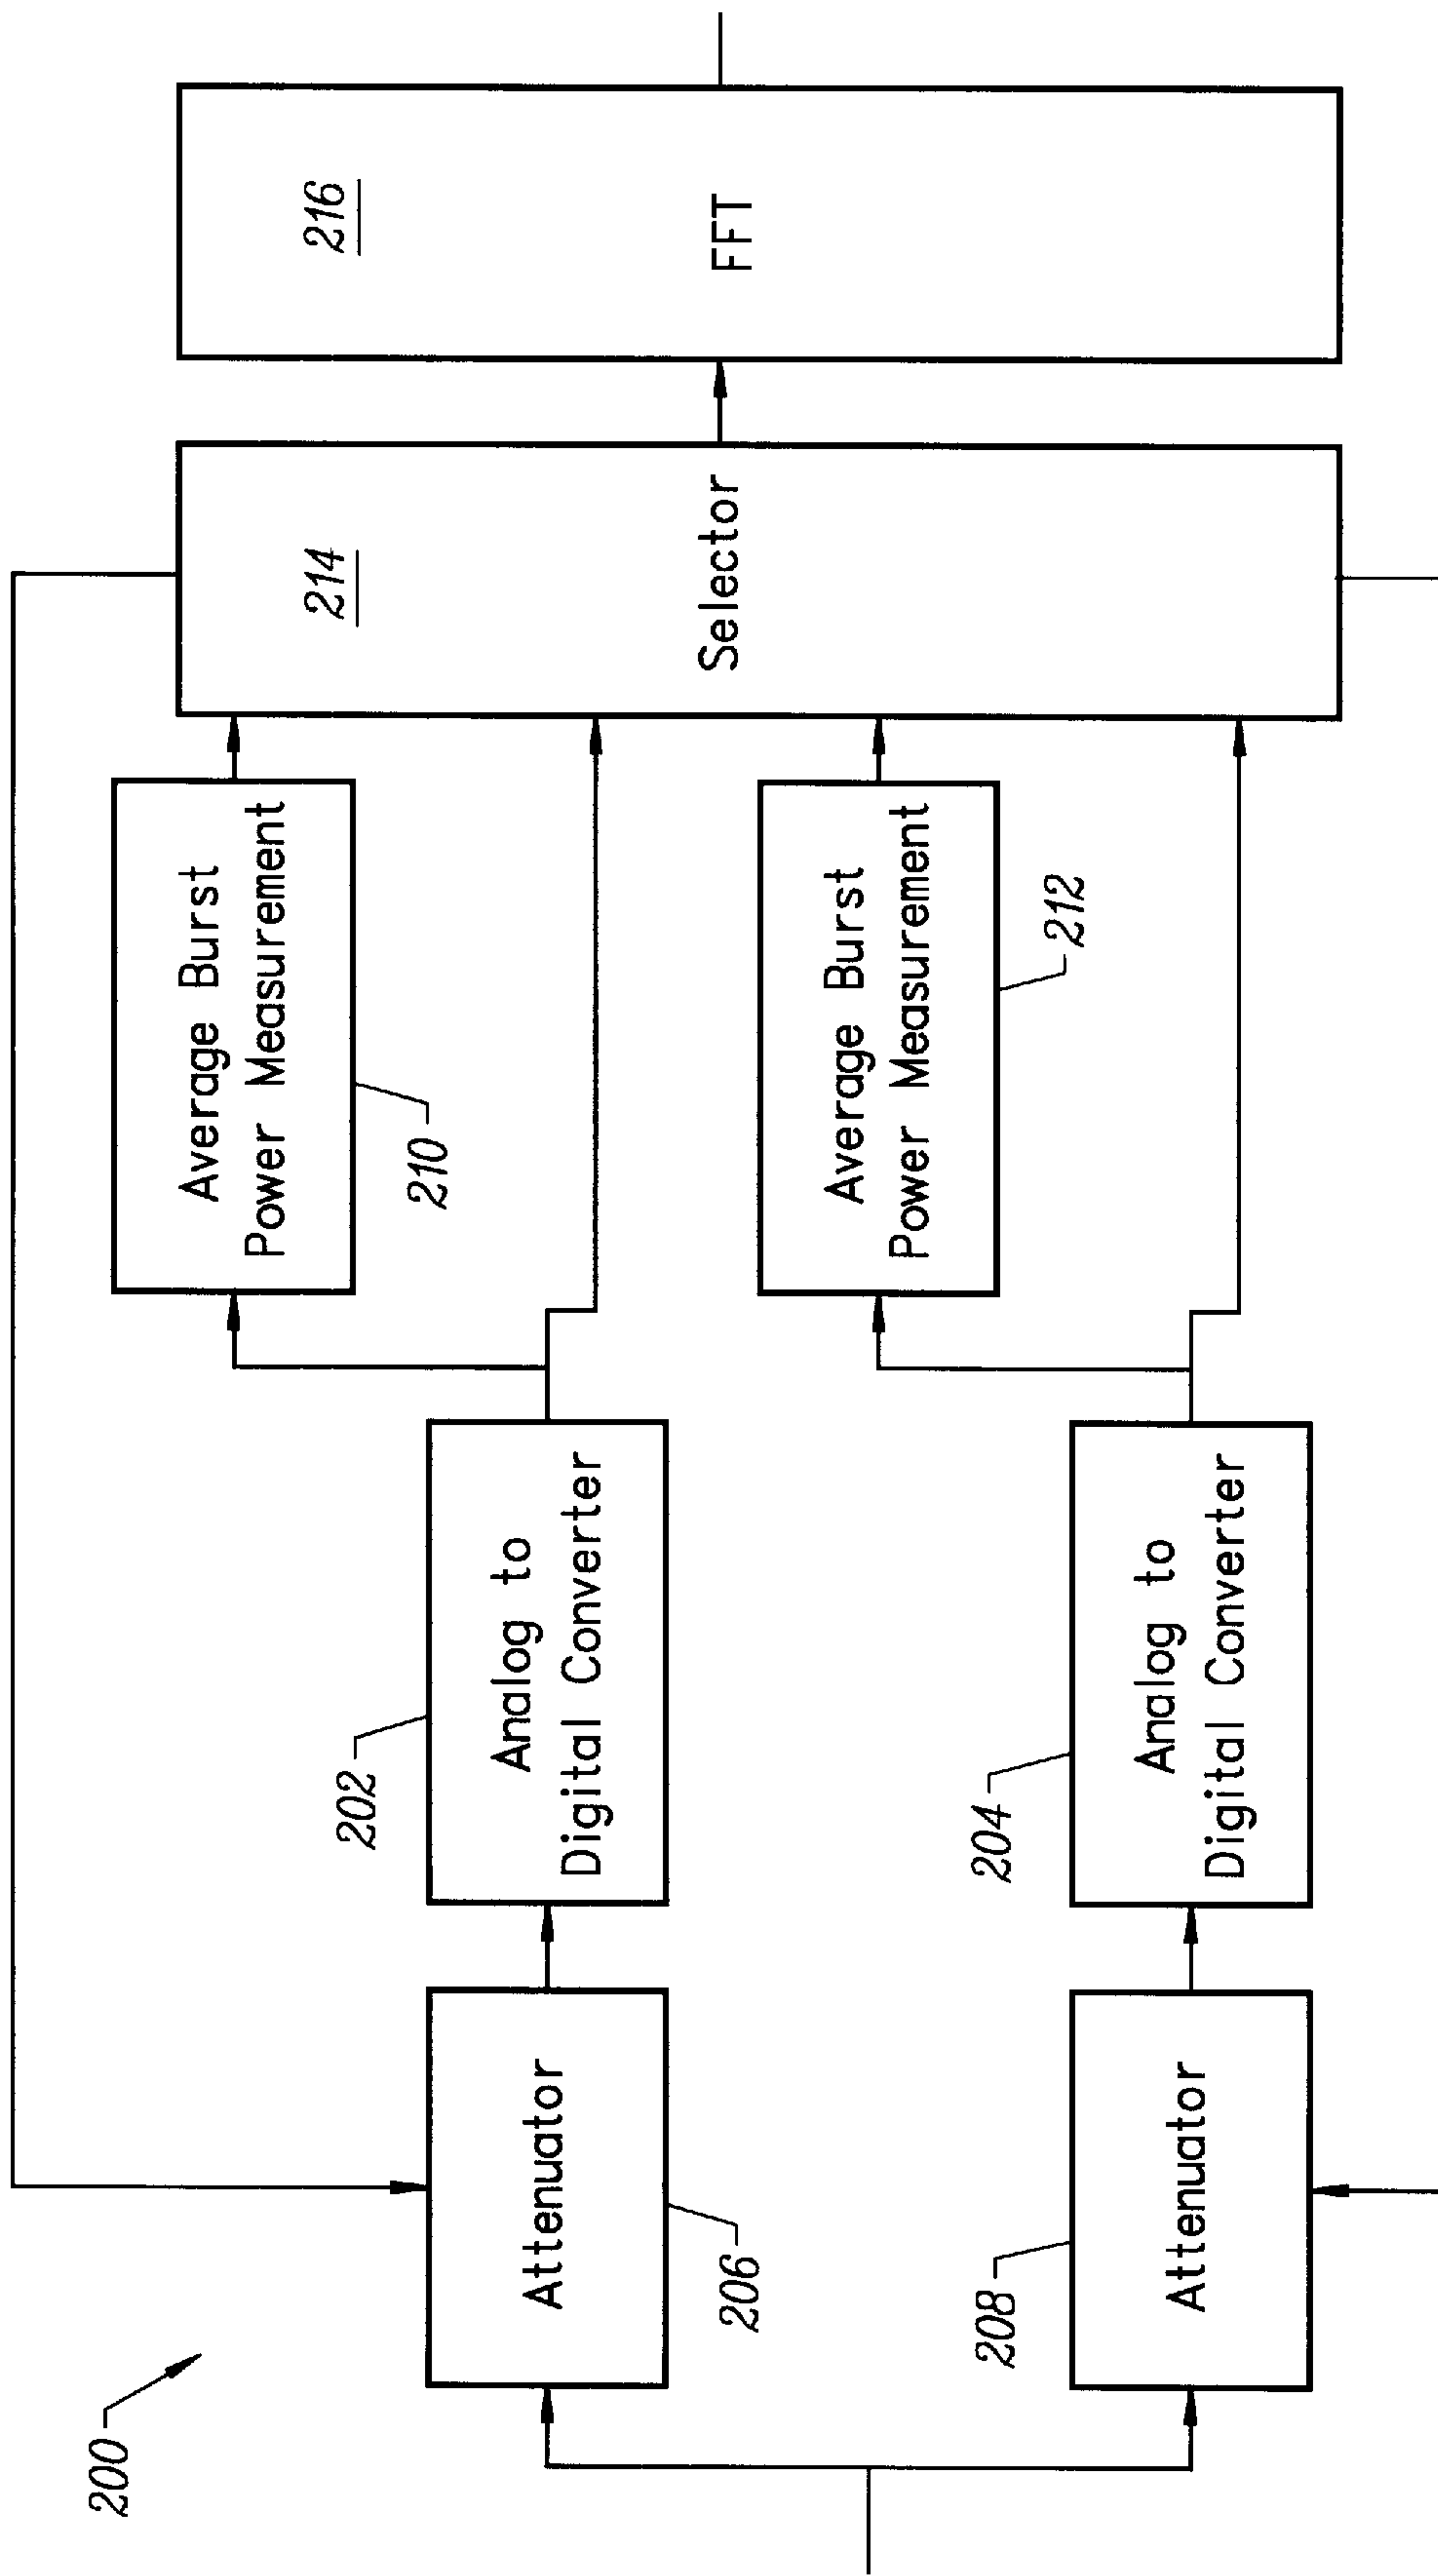 200
206
Attenuator
202
Analog to
Digital Converter
Average Burst
Power Measurement
210
214
Selector
216
FFT
208
Attenuator
204
Analog to
Digital Converter
Average Burst
Power Measurement
212